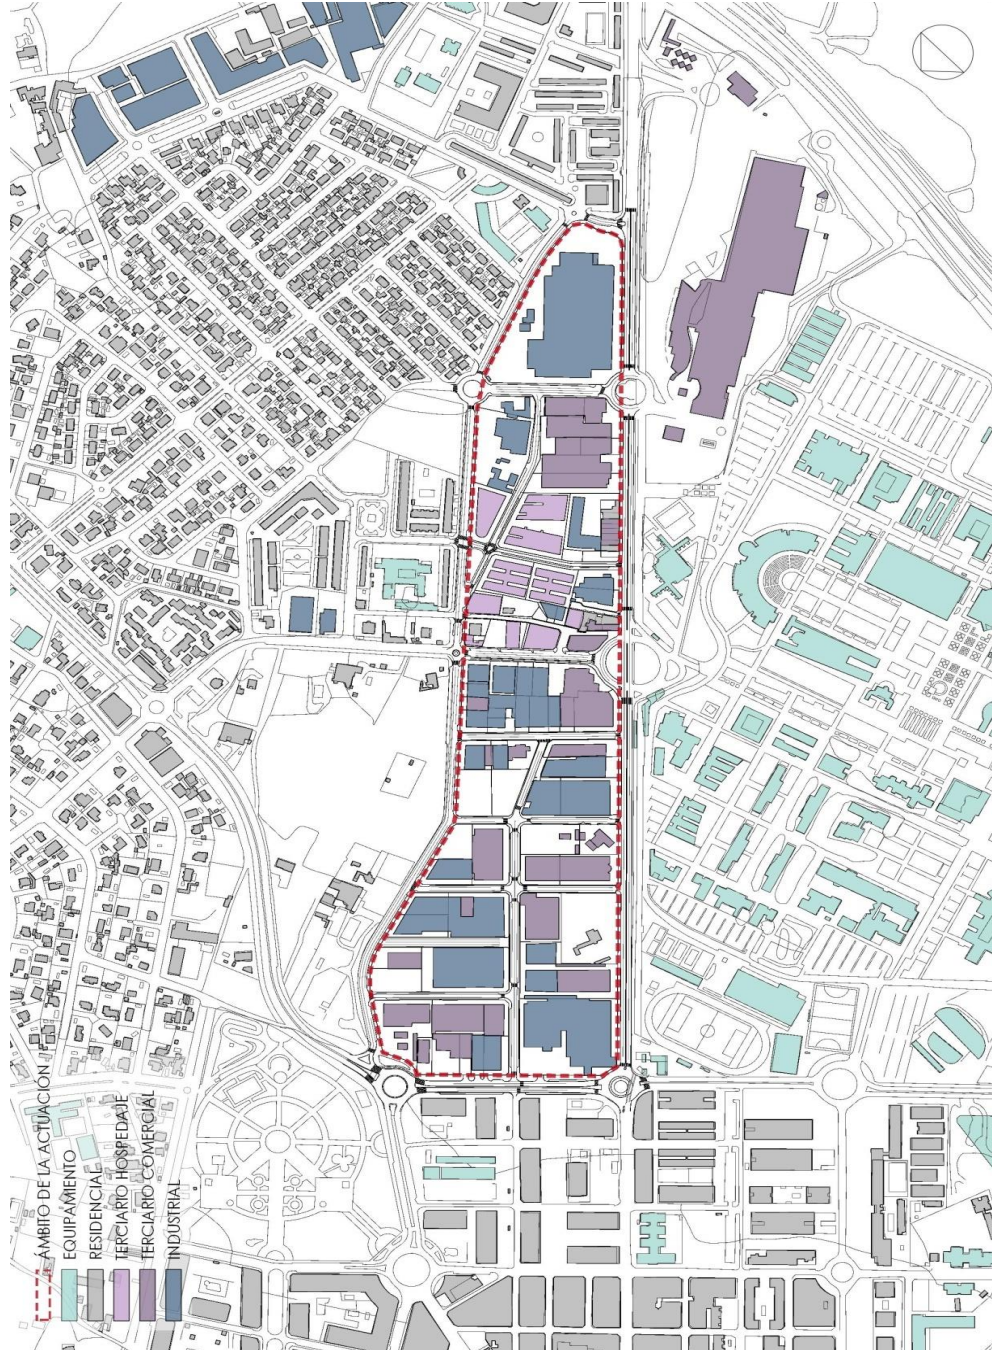 ÁMBITO DE LA ACTUACIÓN
EQUIPAMIENTO
RESIDENCIAL
TERCIARIO HOSPEDAJE
TERCIARIO COMERCIAL
INDUSTRIAL